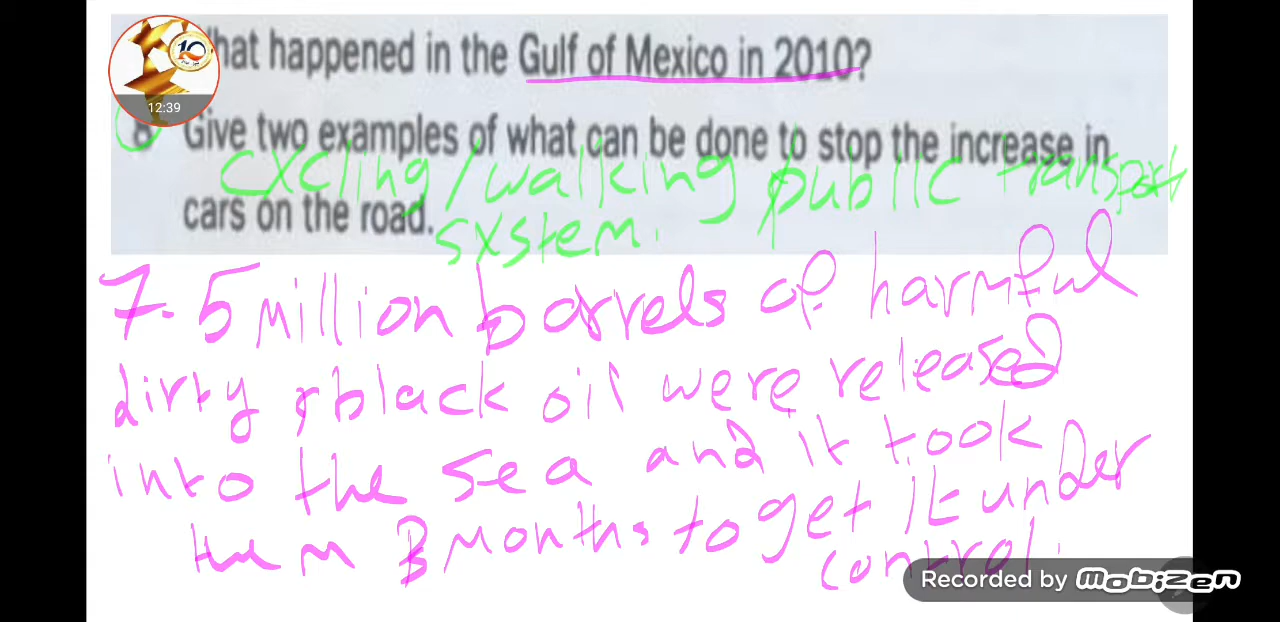 What happened in the Gulf of Mexico in 2010?
10
12:39
8 Give two examples of what can be done to stop the increase in
cycling/walking public transport
cars on the road.
system.
7.5 million barrels of harmful
dirty, black oil were released
into the sea and it took
them 3 months to get it under
control.
Recorded by mobizen